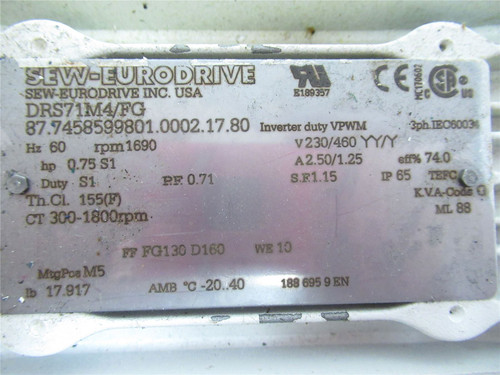 SEW-EURODRIVE
SEW-EURODRIVE INC. USA
E189357
DRS71M4/FG
87.7458599801.0002.17.80 Inverter duty VPWM
Hz 60 rpm 1690 V 230/460 YY/Y
hp 0.75 S1 A 2.50/1.25 eff% 74.0
Duty S1 P.F. 0.71 S.F. 1.15 IP 65 TEFC
Th.Cl. 155(F) K.V.A-Code
CT 300-1800rpm ML 88
FF FG130 D160 WE 10
MtgPos M5
lb 17.917 AMB °C -20..40 188 695 9 EN